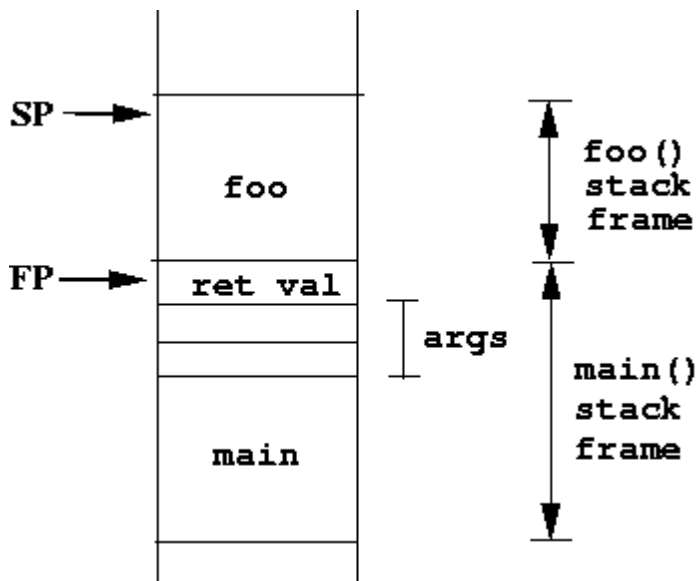 SP
foo
foo()
stack
frame
FP
ret val
args
main()
stack
frame
main